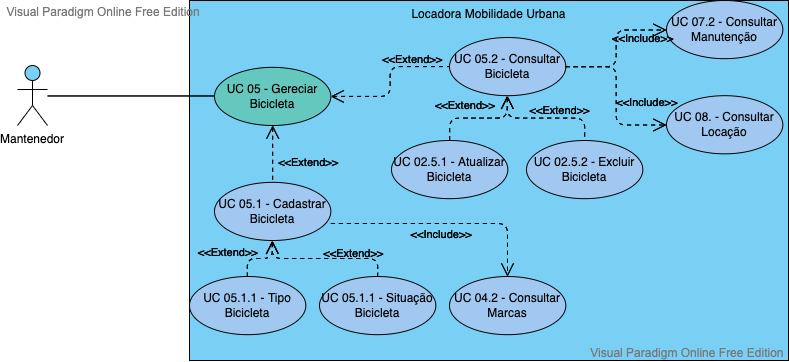 Visual Paradigm Online Free Edition
Locadora Mobilidade Urbana
UC 07.2 - Consultar
Manutenção
<<Include>>
<<Extend>>
UC 05.2 - Consultar
Bicicleta
UC 05 - Gereciar
Bicicleta
<<Extend>>
<<Extend>>
<<Include>>
UC 08. - Consultar
Locação
Mantenedor
<<Extend>>
UC 02.5.1 - Atualizar
Bicicleta
UC 02.5.2 - Excluir
Bicicleta
UC 05.1 - Cadastrar
Bicicleta
<<Include>>
<<Extend>>
<<Extend>>
UC 05.1.1 - Tipo
Bicicleta
UC 05.1.1 - Situação
Bicicleta
UC 04.2 - Consultar
Marcas
Visual Paradigm Online Free Edition